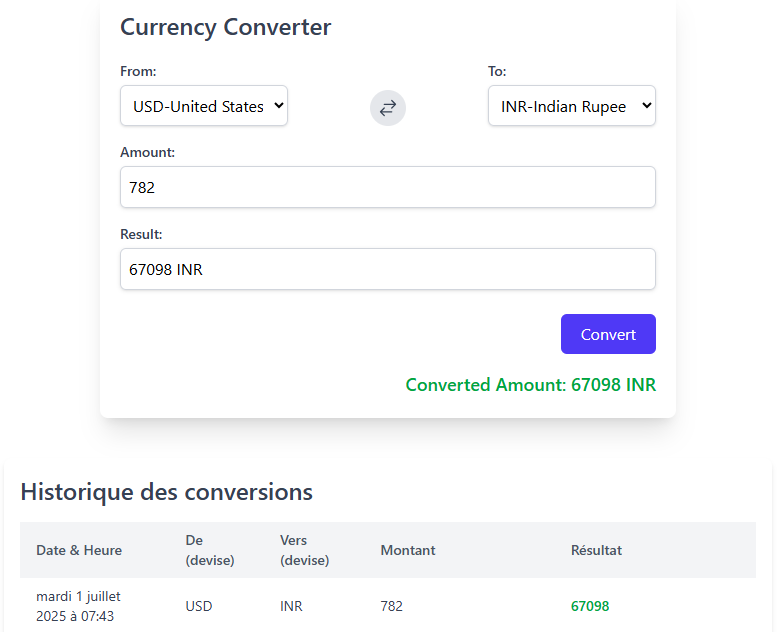 Currency Converter
From: To:
USD-United States INR-Indian Rupee
Amount:
782
Result:
67098 INR
Convert
Converted Amount: 67098 INR
Historique des conversions
Date & Heure De (devise) Vers (devise) Montant Résultat
mardi 1 juillet 2025 à 07:43 USD INR 782 67098